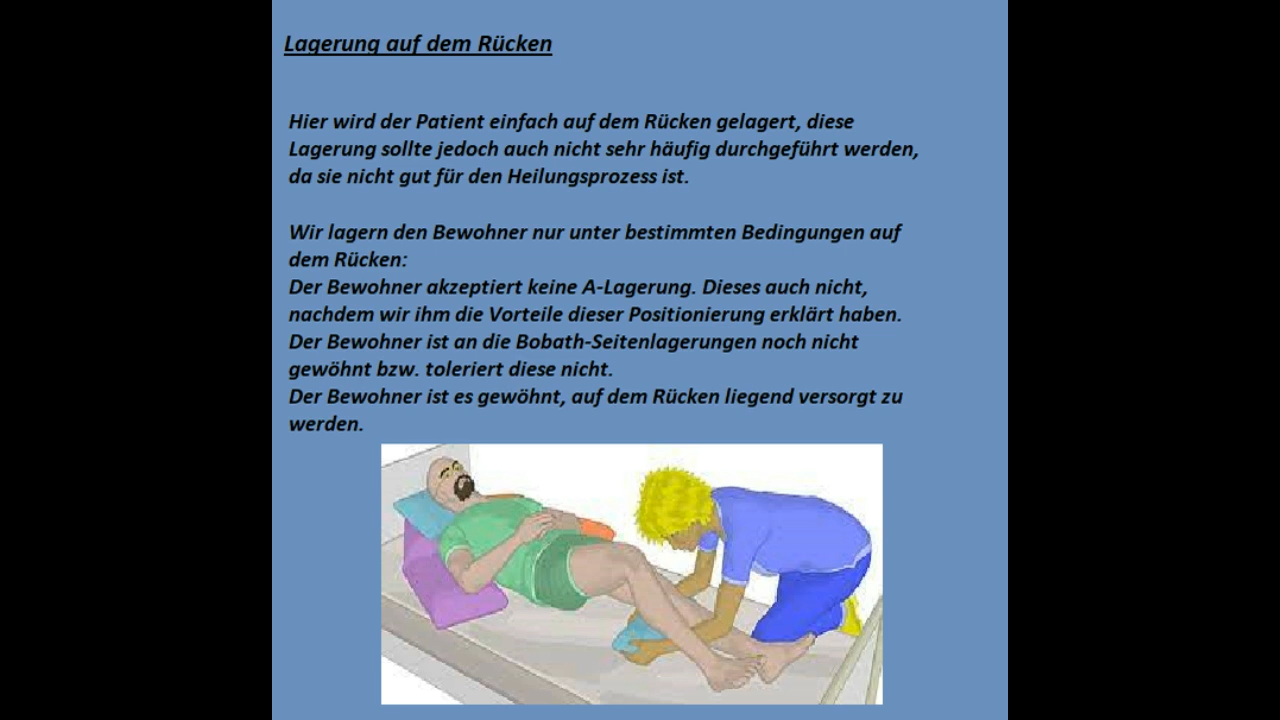 Lagerung auf dem Rücken
Hier wird der Patient einfach auf dem Rücken gelagert, diese
Lagerung sollte jedoch auch nicht sehr häufig durchgeführt werden,
da sie nicht gut für den Heilungsprozess ist.
Wir lagern den Bewohner nur unter bestimmten Bedingungen auf
dem Rücken:
Der Bewohner akzeptiert keine A-Lagerung. Dieses auch nicht,
nachdem wir ihm die Vorteile dieser Positionierung erklärt haben.
Der Bewohner ist an die Bobath-Seitenlagerungen noch nicht
gewöhnt bzw. toleriert diese nicht.
Der Bewohner ist es gewöhnt, auf dem Rücken liegend versorgt zu
werden.